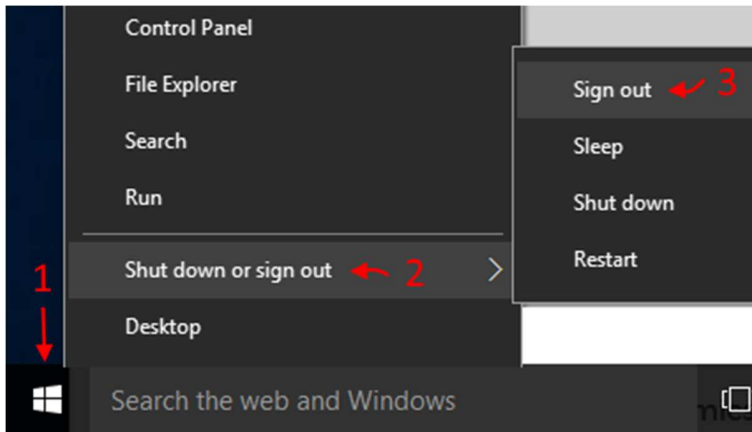 Control Panel
File Explorer
Search
Run
1
Shut down or sign out 2
Desktop
Sign out 3
Sleep
Shut down
Restart
Search the web and Windows